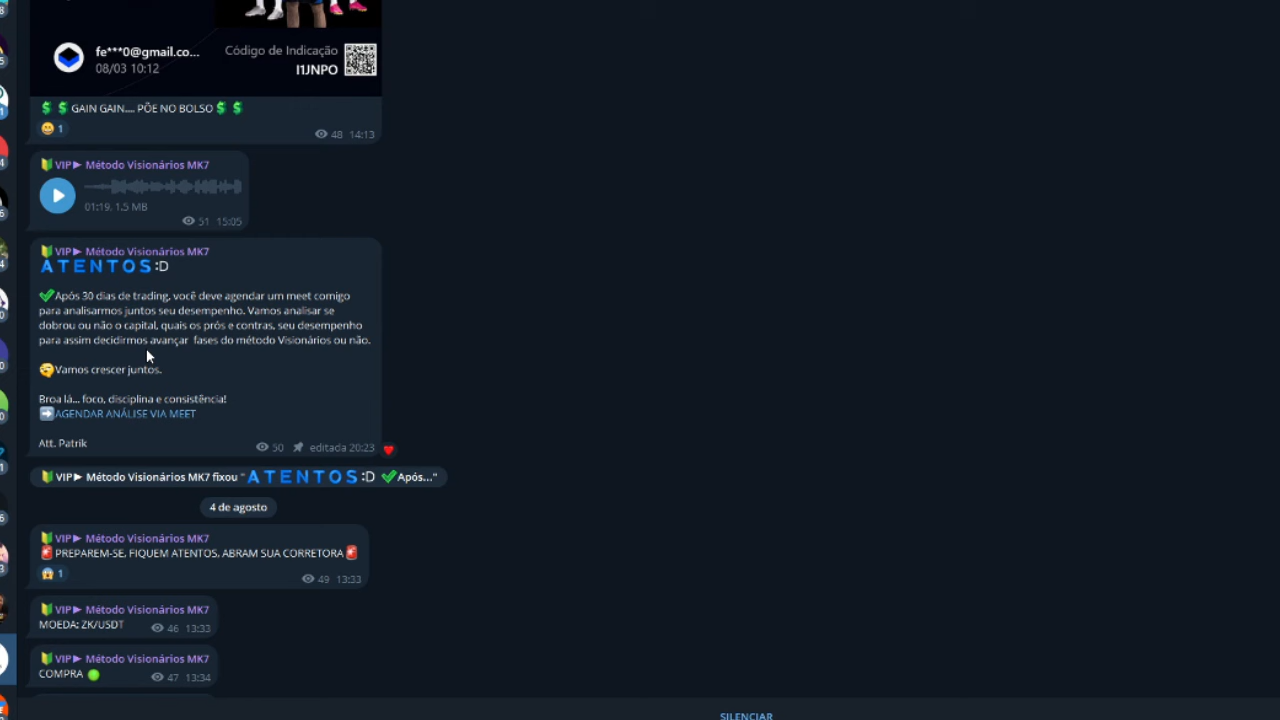 fe***0@gmail.co...
08/03 10:12
Código de Indicação
I1JNPO
💲 💲 GAIN GAIN.... PÕE NO BOLSO 💲 💲
😀 1
48 14:13
🔰VIP► Método Visionários MK7
01:19, 1.5 MB
51 15:05
🔰VIP► Método Visionários MK7
ATENTOS :D
✅Após 30 dias de trading, você deve agendar um meet comigo
para analisarmos juntos seu desempenho. Vamos analisar se
dobrou ou não o capital, quais os prós e contras, seu desempenho
para assim decidirmos avançar fases do método Visionários ou não.
Vamos crescer juntos.
Broa lá... foco, disciplina e consistência!
➡️AGENDAR ANÁLISE VIA MEET
Att. Patrik
50 editada 20:23
🔰VIP► Método Visionários MK7 fixou "ATENTOS :D ✅Após..."
4 de agosto
🔰VIP► Método Visionários MK7
🚨PREPAREM-SE, FIQUEM ATENTOS, ABRAM SUA CORRETORA🚨
😱 1
49 13:33
🔰VIP► Método Visionários MK7
MOEDA: ZK/USDT
46 13:33
🔰VIP► Método Visionários MK7
COMPRA 🟢
47 13:34
SILENCIAR